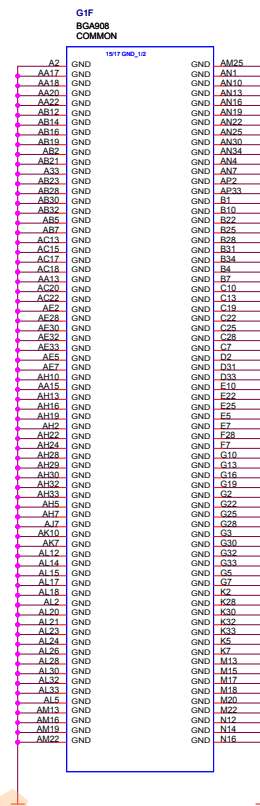 G1F
BGA908
COMMON
15/17 GND_1/2
A2 GND GND AM25
AA17 GND GND AN1
AA18 GND GND AN10
AA20 GND GND AN13
AA22 GND GND AN16
AB12 GND GND AN19
AB14 GND GND AN22
AB16 GND GND AN25
AB19 GND GND AN30
AB2 GND GND AN34
AB21 GND GND AN4
A33 GND GND AN7
AB23 GND GND AP2
AB28 GND GND AP33
AB30 GND GND B1
AB32 GND GND B10
AB5 GND GND B22
AB7 GND GND B25
AC13 GND GND B28
AC15 GND GND B31
AC17 GND GND B34
AC18 GND GND B4
AA13 GND GND B7
AC20 GND GND C10
AC22 GND GND C13
AE2 GND GND C19
AE28 GND GND C22
AE30 GND GND C25
AE32 GND GND C28
AE33 GND GND C7
AE5 GND GND D2
AE7 GND GND D31
AH10 GND GND D33
AA15 GND GND E10
AH13 GND GND E22
AH16 GND GND E25
AH19 GND GND E5
AH2 GND GND E7
AH22 GND GND F28
AH24 GND GND F7
AH28 GND GND G10
AH29 GND GND G13
AH30 GND GND G16
AH32 GND GND G19
AH33 GND GND G2
AH5 GND GND G22
AH7 GND GND G25
AJ7 GND GND G28
AK10 GND GND G3
AK7 GND GND G30
AL12 GND GND G32
AL14 GND GND G33
AL15 GND GND G5
AL17 GND GND G7
AL18 GND GND K2
AL2 GND GND K28
AL20 GND GND K30
AL21 GND GND K32
AL23 GND GND K33
AL24 GND GND K5
AL26 GND GND K7
AL28 GND GND M13
AL30 GND GND M15
AL32 GND GND M17
AL33 GND GND M18
AL5 GND GND M20
AM13 GND GND M22
AM16 GND GND N12
AM19 GND GND N14
AM22 GND GND N16